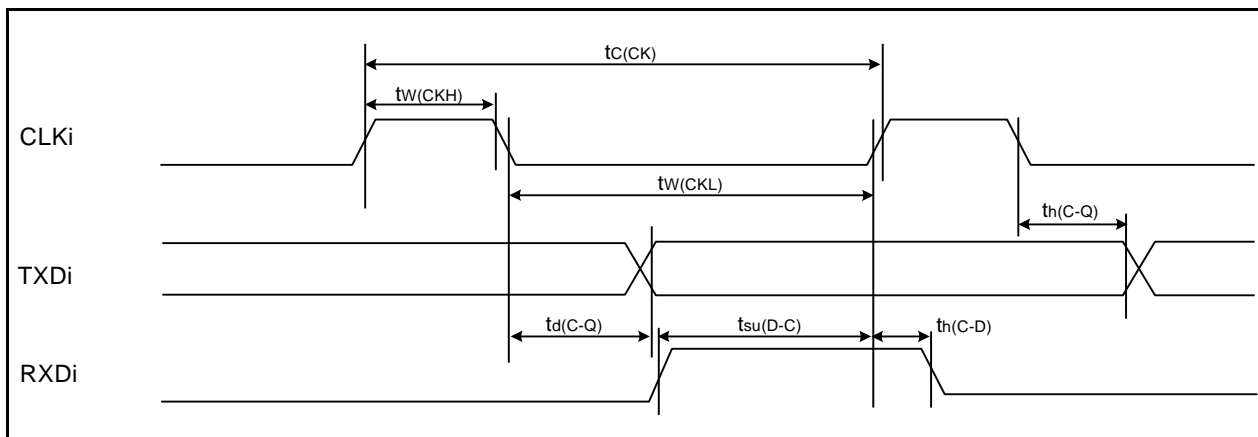 tC(CK)
tW(CKH)
CLKi
tW(CKL)
th(C-Q)
TXDi
td(C-Q)
tsu(D-C)
th(C-D)
RXDi